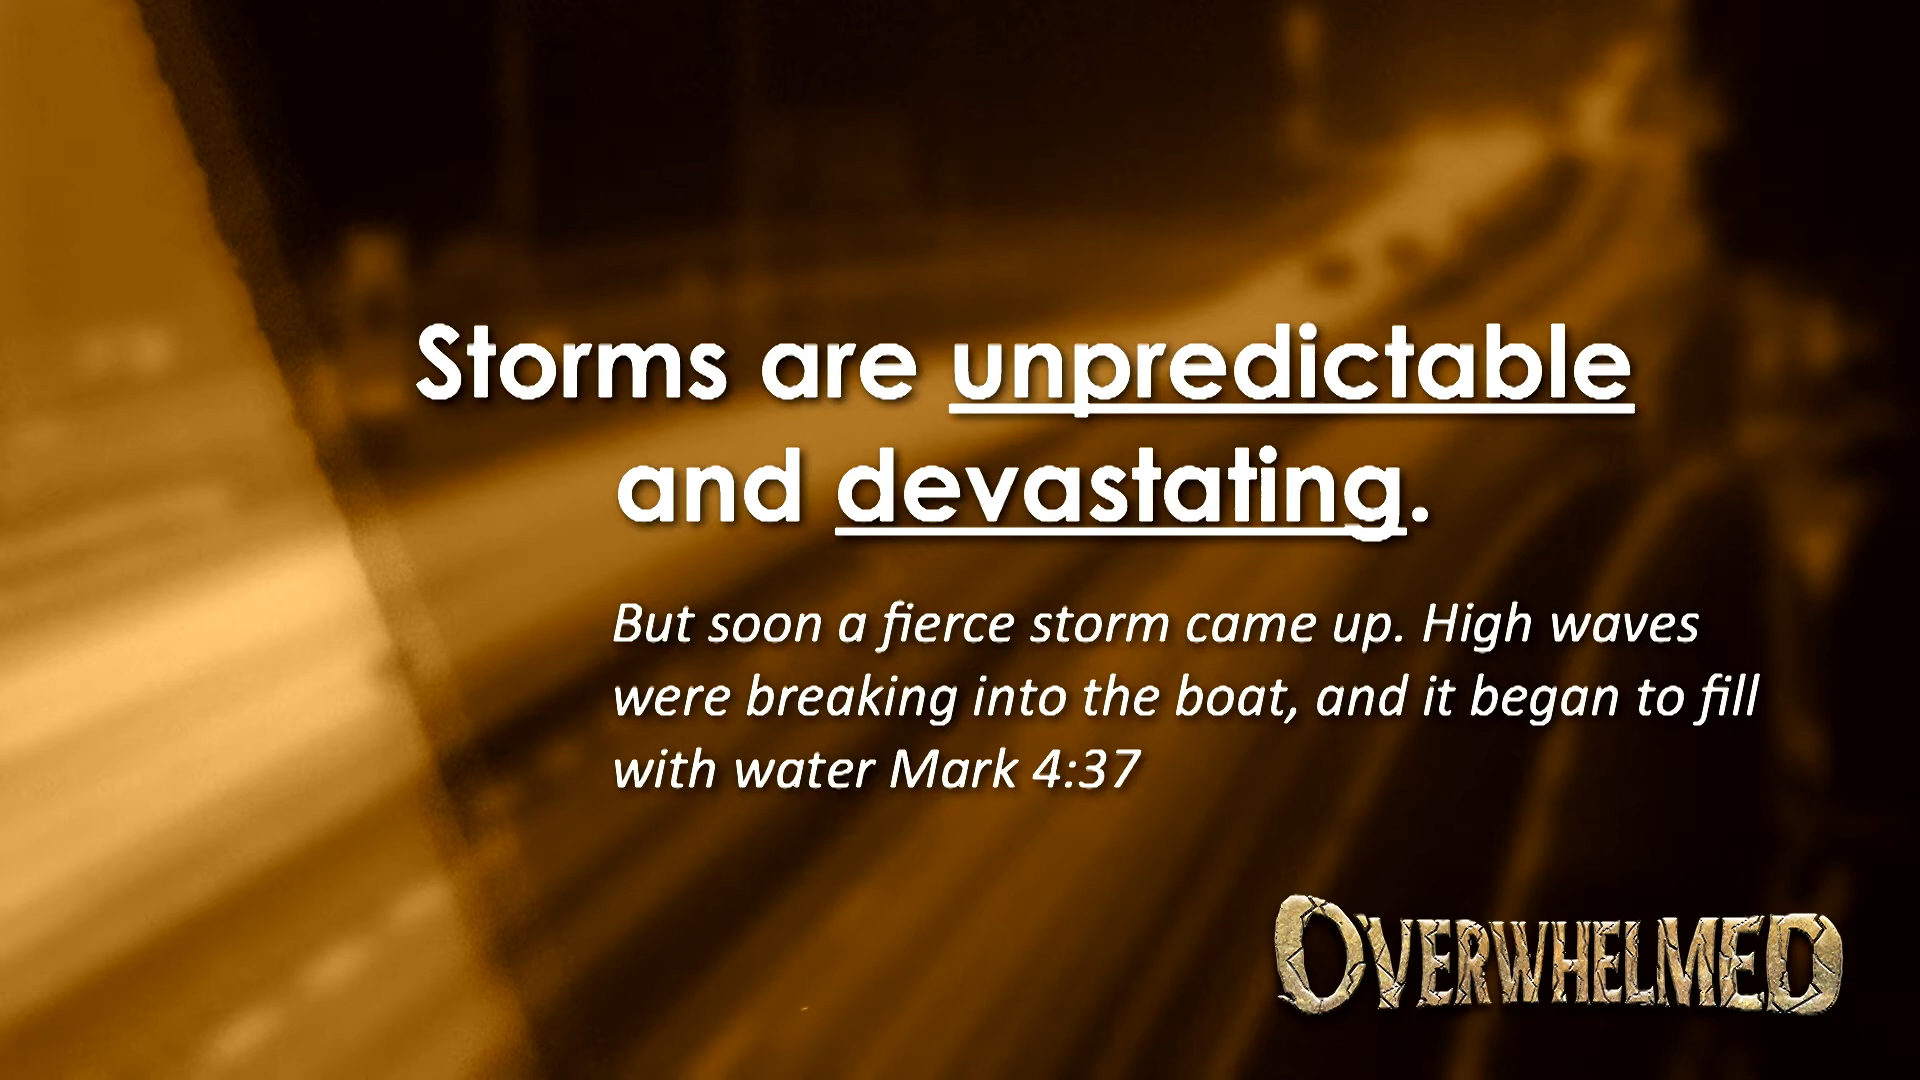 Storms are unpredictable
and devastating.
But soon a fierce storm came up. High waves
were breaking into the boat, and it began to fill
with water Mark 4:37
OVERWHELMED